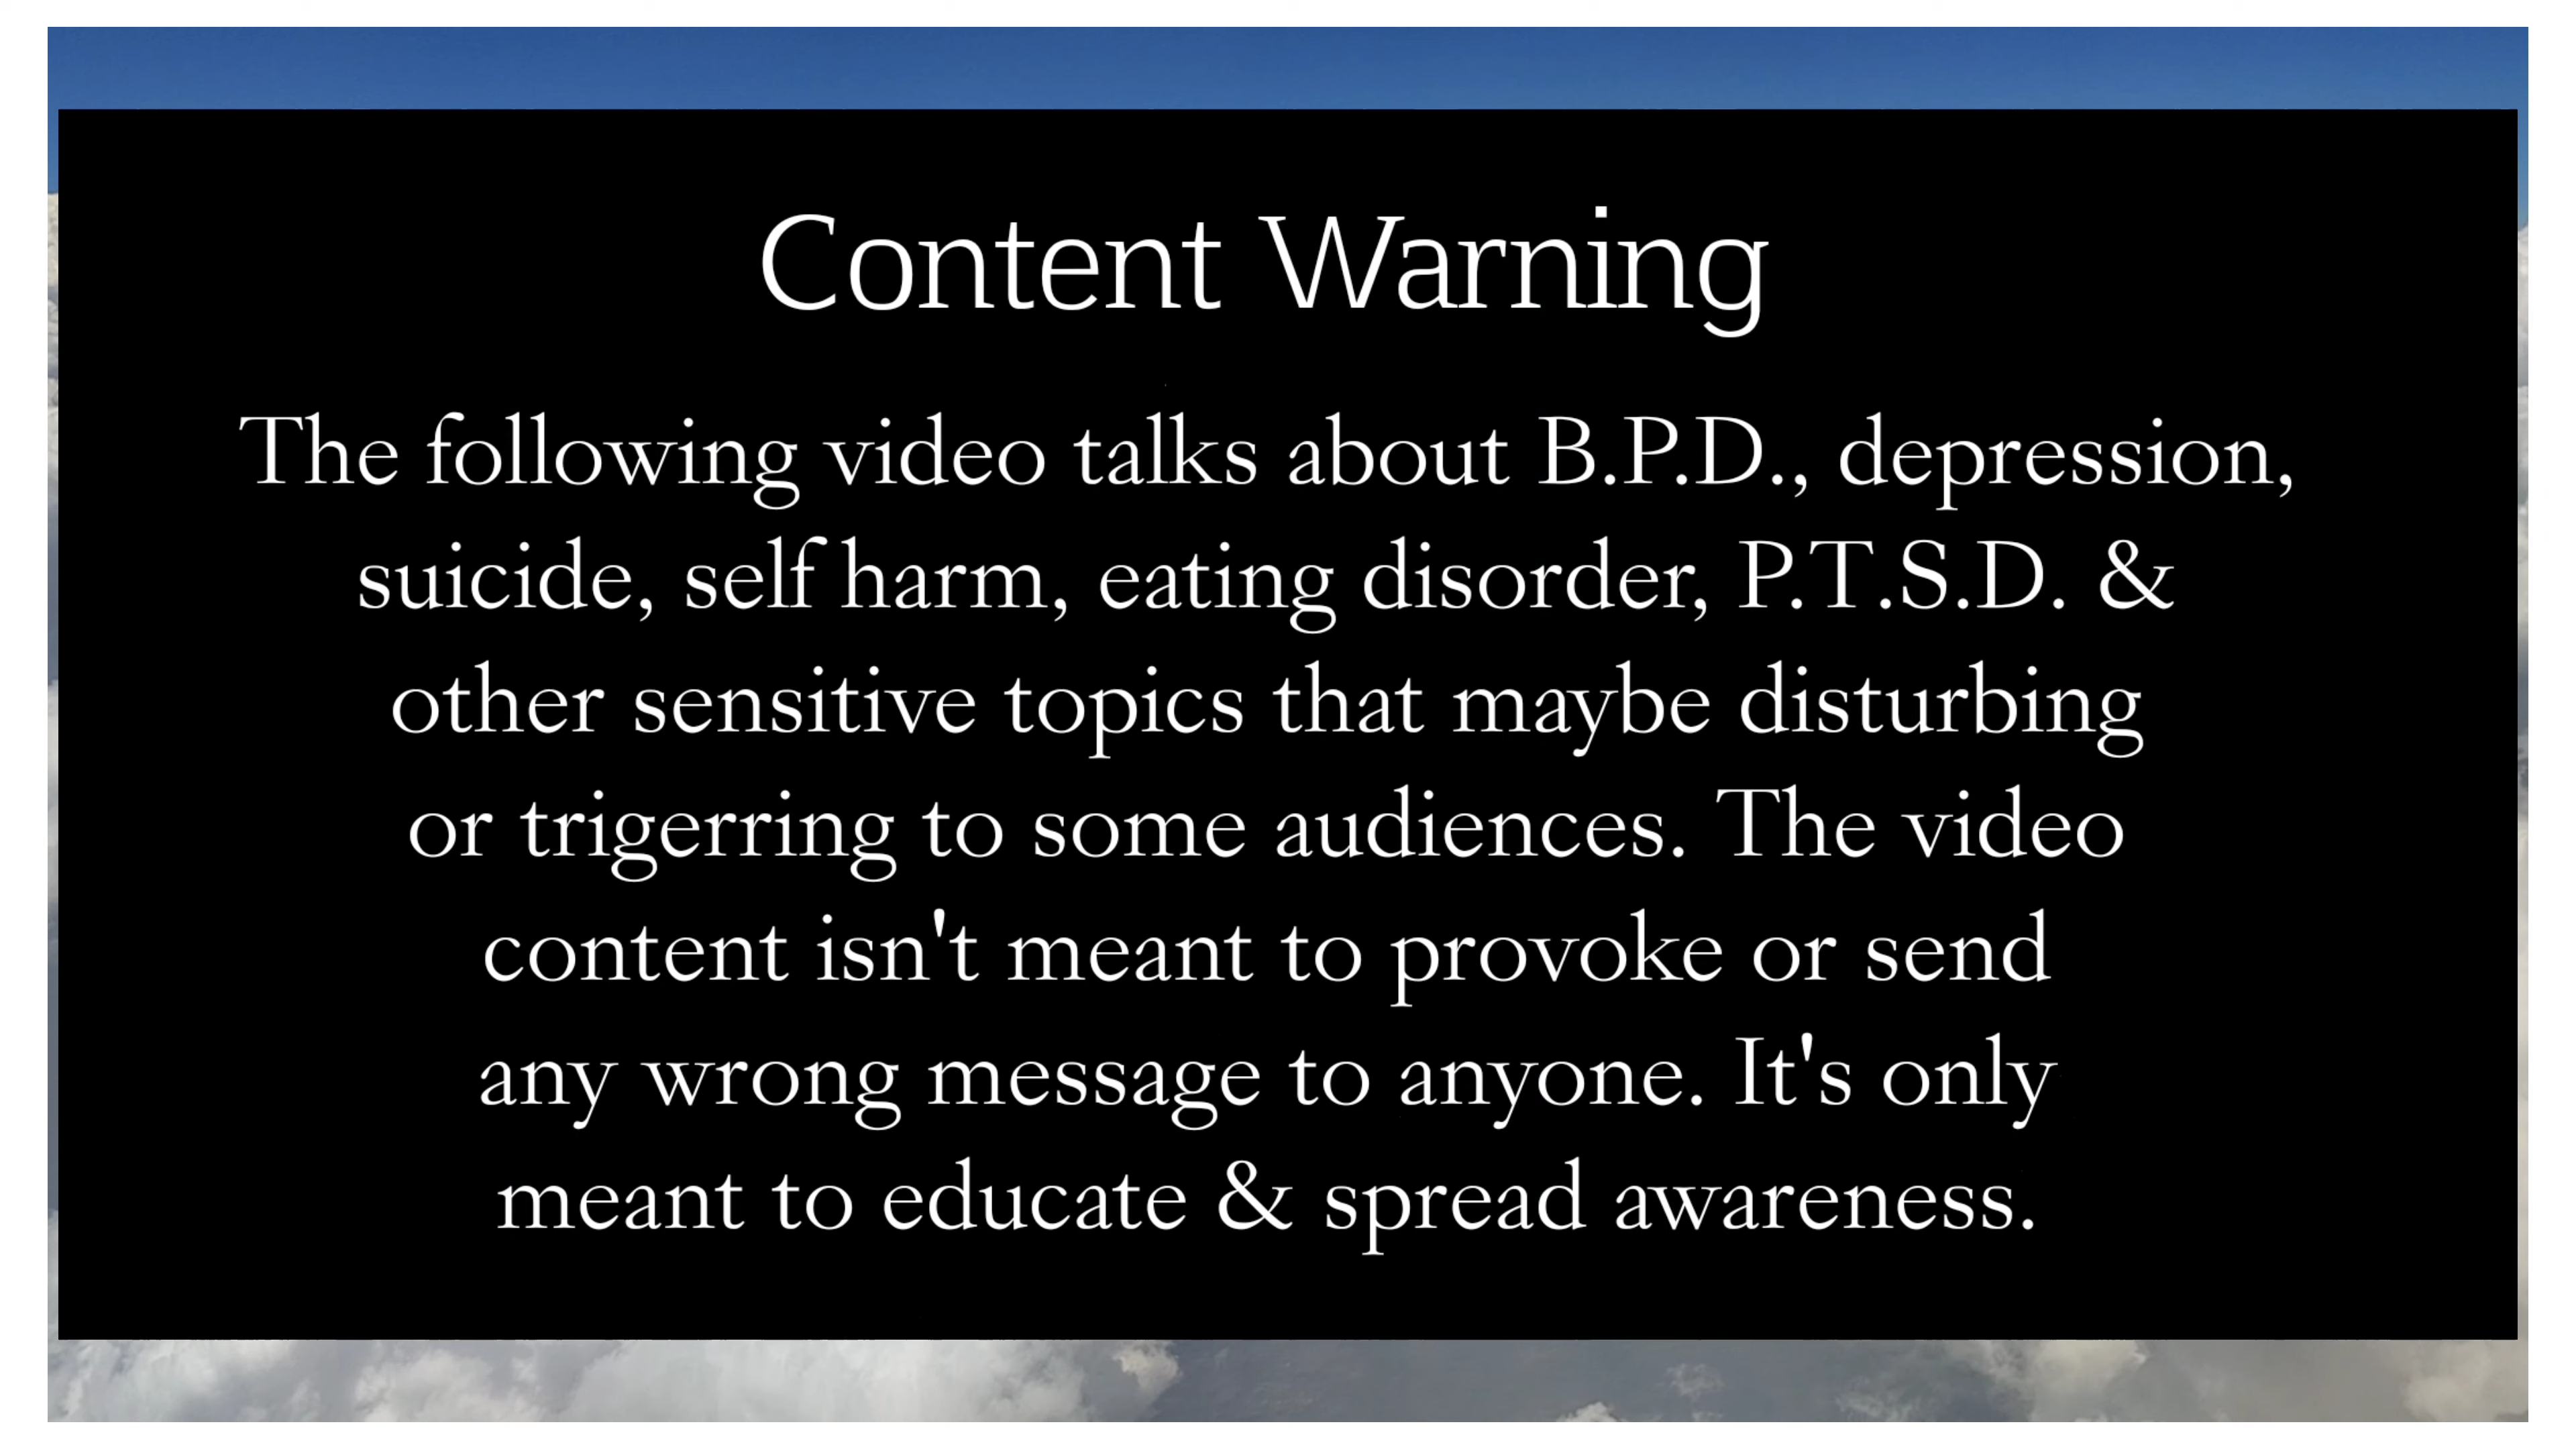 Content Warning
The following video talks about B.P.D., depression,
suicide, self harm, eating disorder, P.T.S.D. &
other sensitive topics that maybe disturbing
or trigerring to some audiences. The video
content isn't meant to provoke or send
any wrong message to anyone. It's only
meant to educate & spread awareness.